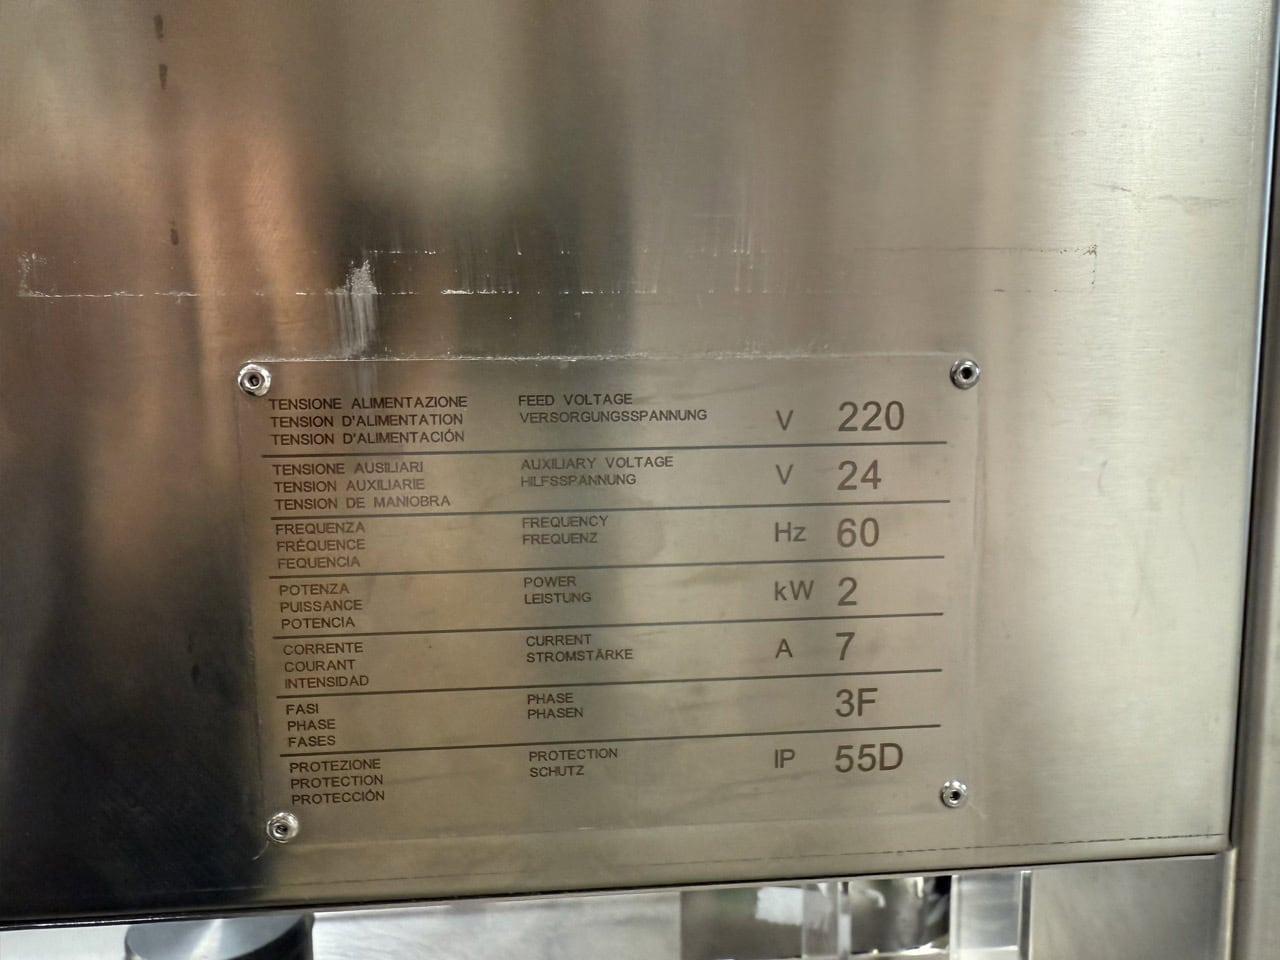 TENSIONE ALIMENTAZIONE
TENSION D'ALIMENTATION
TENSION D'ALIMENTACIÓN
FEED VOLTAGE
VERSORGUNGSSPANNUNG
V 220
TENSIONE AUSILIARI
TENSION AUXILIARIE
TENSION DE MANIOBRA
AUXILIARY VOLTAGE
HILFSSPANNUNG
V 24
FREQUENZA
FRÉQUENCE
FEQUENCIA
FREQUENCY
FREQUENZ
Hz 60
POTENZA
PUISSANCE
POTENCIA
POWER
LEISTUNG
kW 2
CORRENTE
COURANT
INTENSIDAD
CURRENT
STROMSTÄRKE
A 7
FASI
PHASE
FASES
PHASE
PHASEN
3F
PROTEZIONE
PROTECTION
PROTECCIÓN
PROTECTION
SCHUTZ
IP 55D